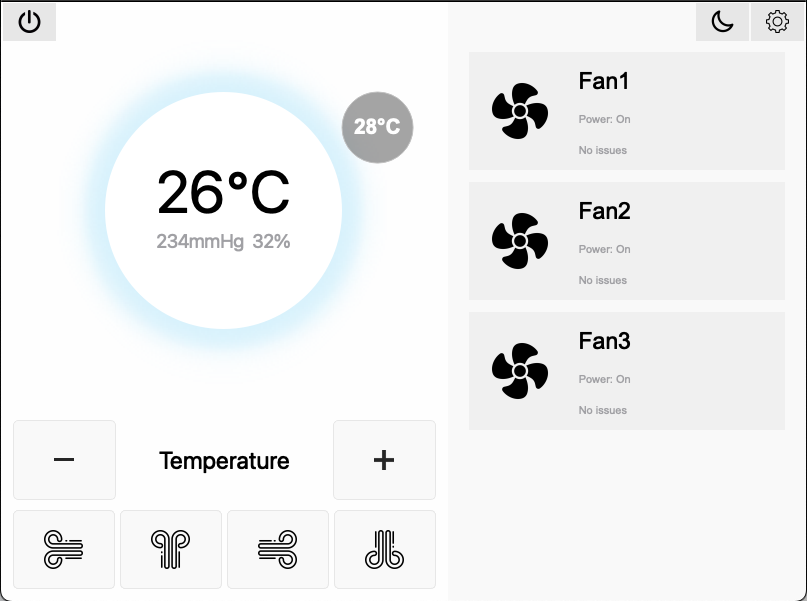 28°C
26°C
234mmHg 32%
Temperature
Fan1
Power: On
No issues
Fan2
Power: On
No issues
Fan3
Power: On
No issues